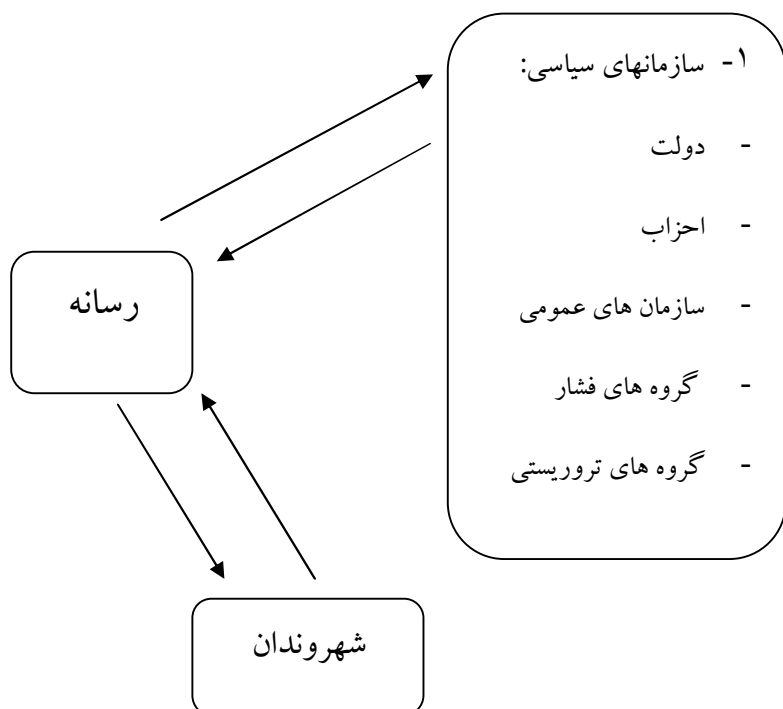 ۱- سازمانهای سیاسی:
- دولت
- احزاب
- سازمان های عمومی
- گروه های فشار
- گروه های تروریستی
رسانه
شهروندان